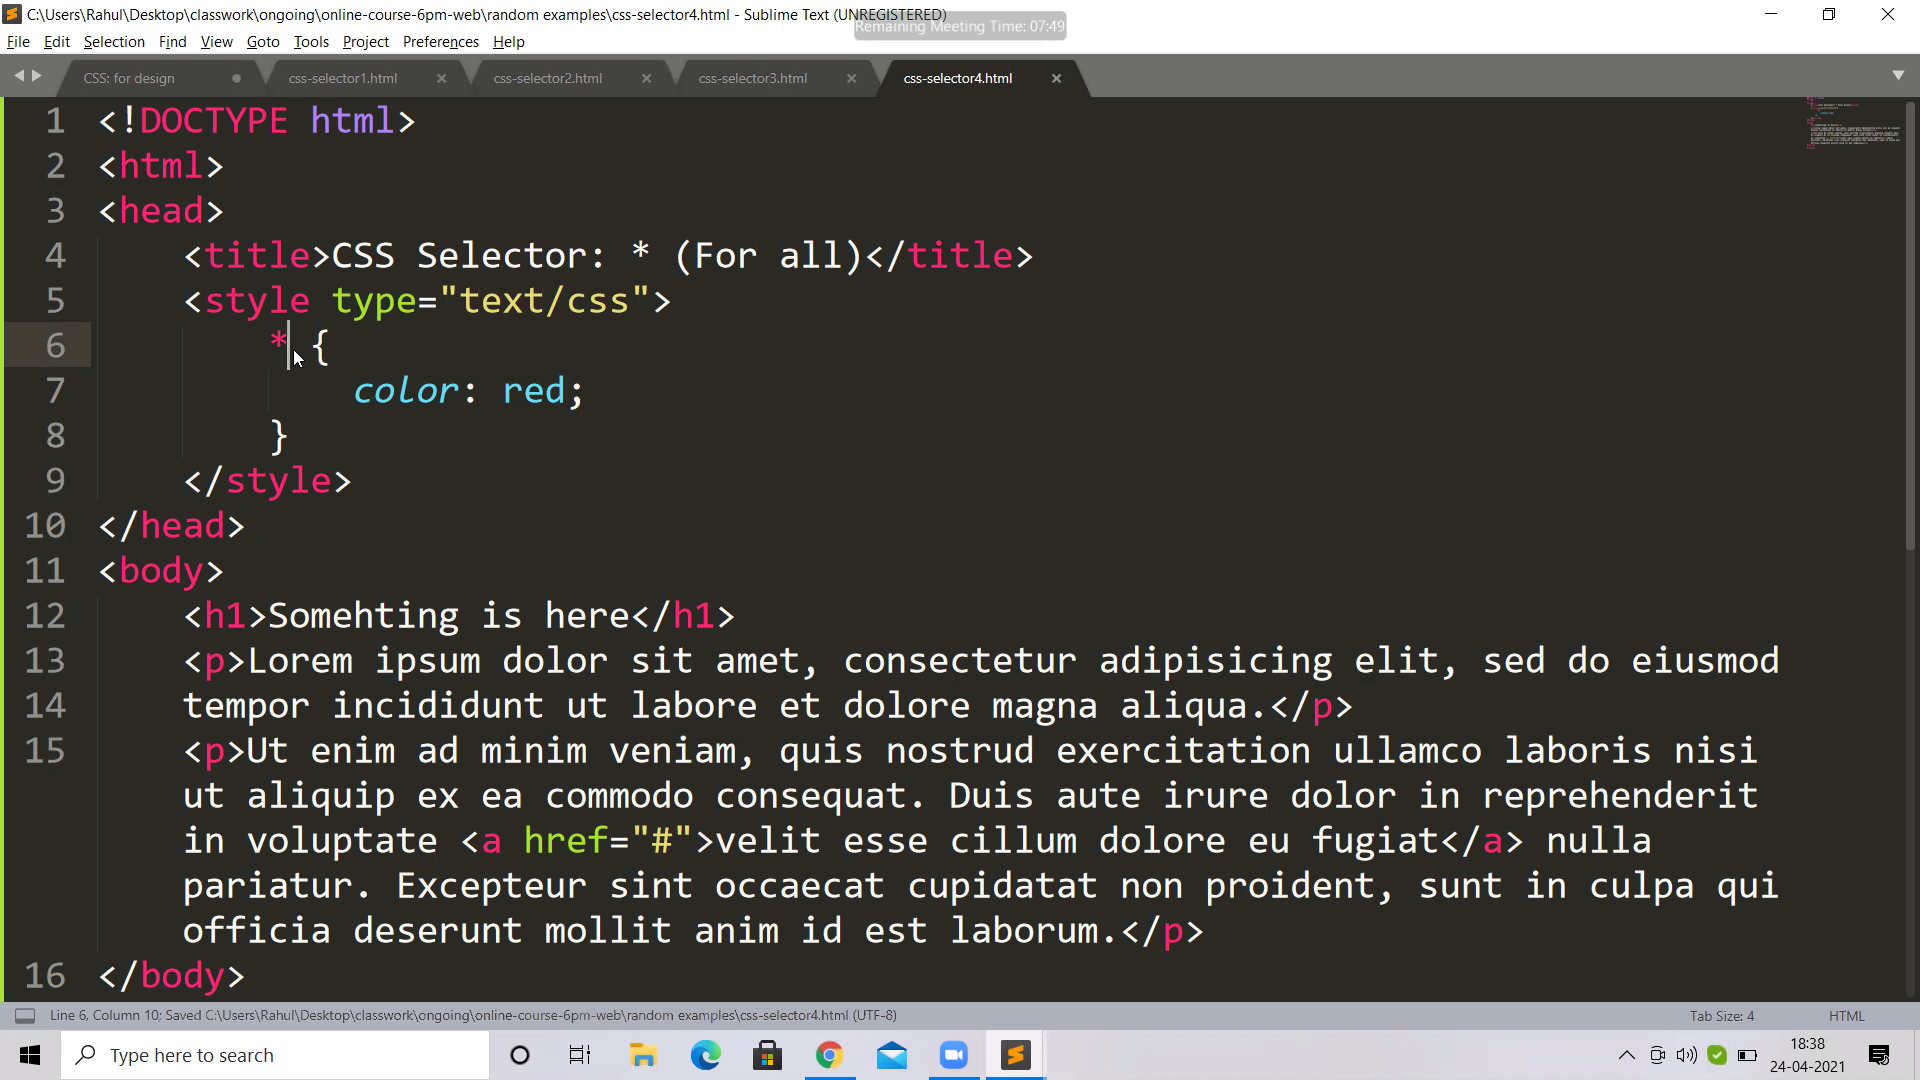 C:\Users\Rahul\Desktop\classwork\ongoing\online-course-6pm-web\random examples\css-selector4.html - Sublime Text (UNREGISTERED)
Remaining Meeting Time: 07:49
File Edit Selection Find View Goto Tools Project Preferences Help
CSS: for design css-selector1.html css-selector2.html css-selector3.html css-selector4.html
1 <!DOCTYPE html>
2 <html>
3 <head>
4 <title>CSS Selector: * (For all)</title>
5 <style type="text/css">
6 * {
7 color: red;
8 }
9 </style>
10 </head>
11 <body>
12 <h1>Somehting is here</h1>
13 <p>Lorem ipsum dolor sit amet, consectetur adipisicing elit, sed do eiusmod
14 tempor incididunt ut labore et dolore magna aliqua.</p>
15 <p>Ut enim ad minim veniam, quis nostrud exercitation ullamco laboris nisi
ut aliquip ex ea commodo consequat. Duis aute irure dolor in reprehenderit
in voluptate <a href="#">velit esse cillum dolore eu fugiat</a> nulla
pariatur. Excepteur sint occaecat cupidatat non proident, sunt in culpa qui
officia deserunt mollit anim id est laborum.</p>
16 </body>
Line 6, Column 10; Saved C:\Users\Rahul\Desktop\classwork\ongoing\online-course-6pm-web\random examples\css-selector4.html (UTF-8) Tab Size: 4 HTML
Type here to search
18:38
24-04-2021